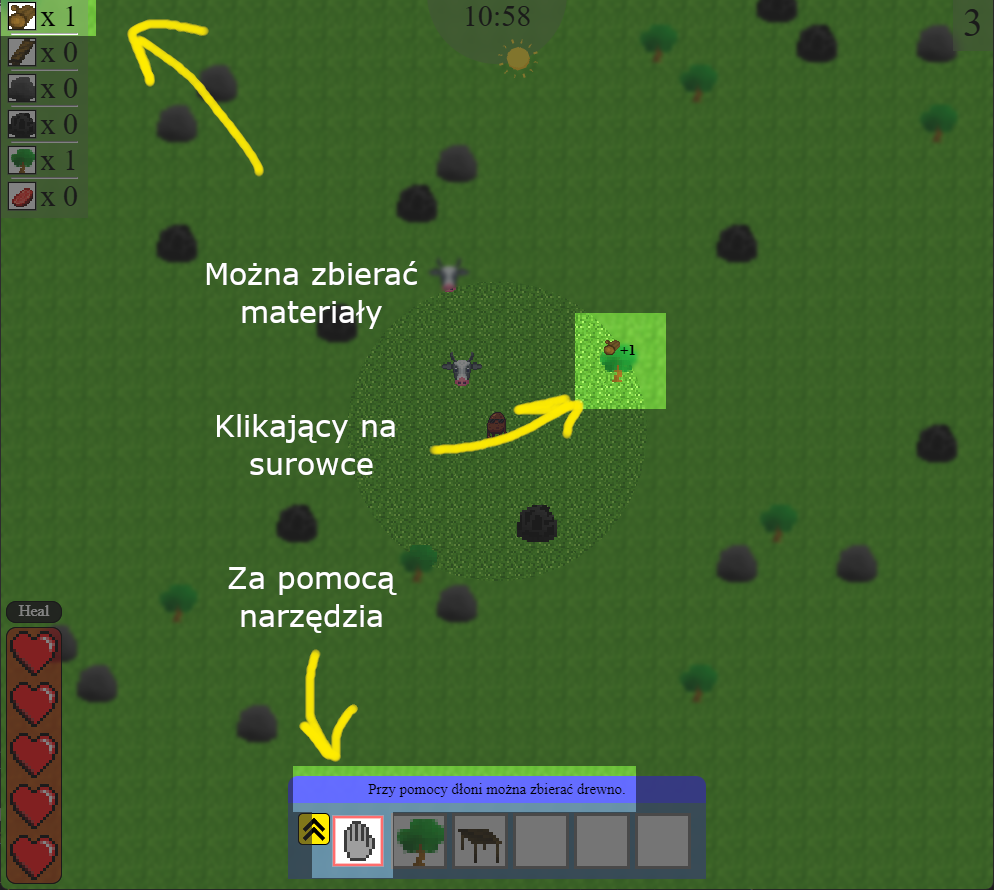 x 1
10:58
3
x 0
x 0
x 0
x 1
x 0
Można zbierać
materiały
+1
Klikający na
surowce
Za pomocą
narzędzia
Heal
Przy pomocy dłoni można zbierać drewno.